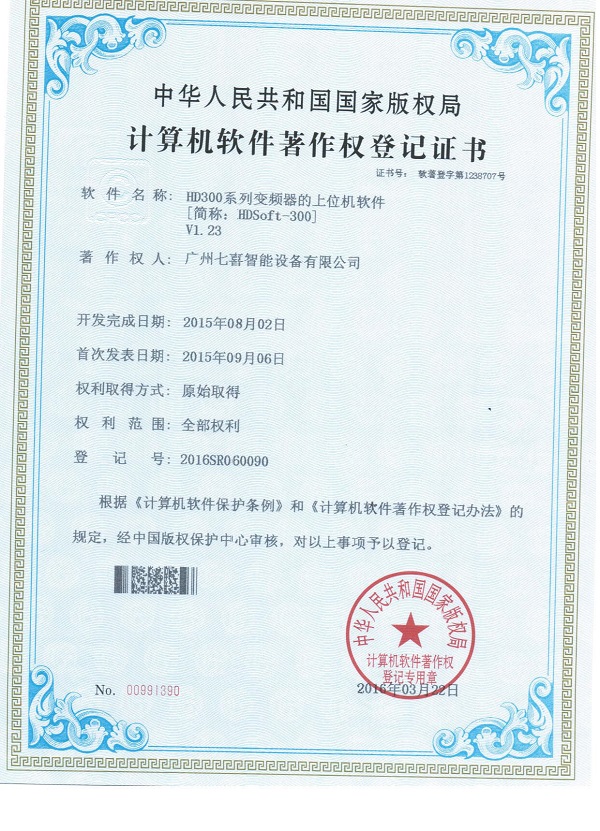 中华人民共和国国家版权局
计算机软件著作权登记证书
证书号： 软著登字第1238707号
软件名称： HD300系列变频器的上位机软件
[简称：HDSoft-300]
V1.23
著作权人： 广州七喜智能设备有限公司
开发完成日期： 2015年08月02日
首次发表日期： 2015年09月06日
权利取得方式： 原始取得
权利范围： 全部权利
登记号： 2016SR060090
根据《计算机软件保护条例》和《计算机软件著作权登记办法》的
规定，经中国版权保护中心审核，对以上事项予以登记。
中华人民共和国国家版权局
计算机软件著作权
登记专用章
No. 00991390
2016年03月22日